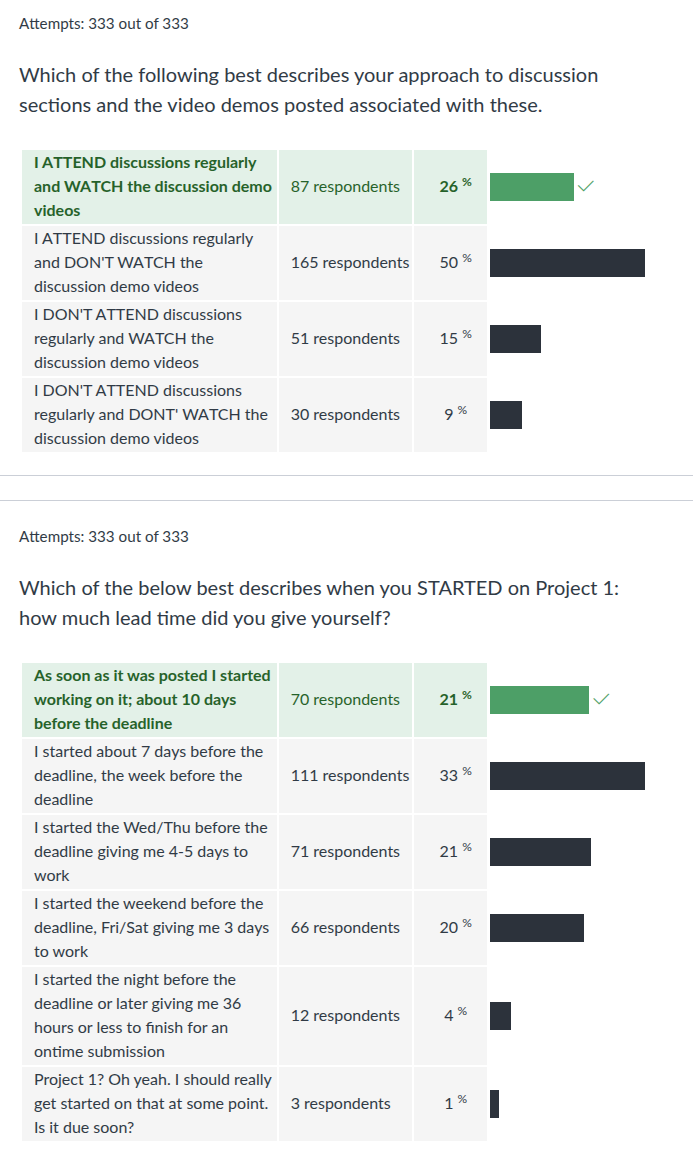 Attempts: 333 out of 333
Which of the following best describes your approach to discussion
sections and the video demos posted associated with these.
I ATTEND discussions regularly
and WATCH the discussion demo
videos
87 respondents
26 %
I ATTEND discussions regularly
and DON'T WATCH the
discussion demo videos
165 respondents
50 %
I DON'T ATTEND discussions
regularly and WATCH the
discussion demo videos
51 respondents
15 %
I DON'T ATTEND discussions
regularly and DONT' WATCH the
discussion demo videos
30 respondents
9 %
Attempts: 333 out of 333
Which of the below best describes when you STARTED on Project 1:
how much lead time did you give yourself?
As soon as it was posted I started
working on it; about 10 days
before the deadline
70 respondents
21 %
I started about 7 days before the
deadline, the week before the
deadline
111 respondents
33 %
I started the Wed/Thu before the
deadline giving me 4-5 days to
work
71 respondents
21 %
I started the weekend before the
deadline, Fri/Sat giving me 3 days
to work
66 respondents
20 %
I started the night before the
deadline or later giving me 36
hours or less to finish for an
ontime submission
12 respondents
4 %
Project 1? Oh yeah. I should really
get started on that at some point.
Is it due soon?
3 respondents
1 %